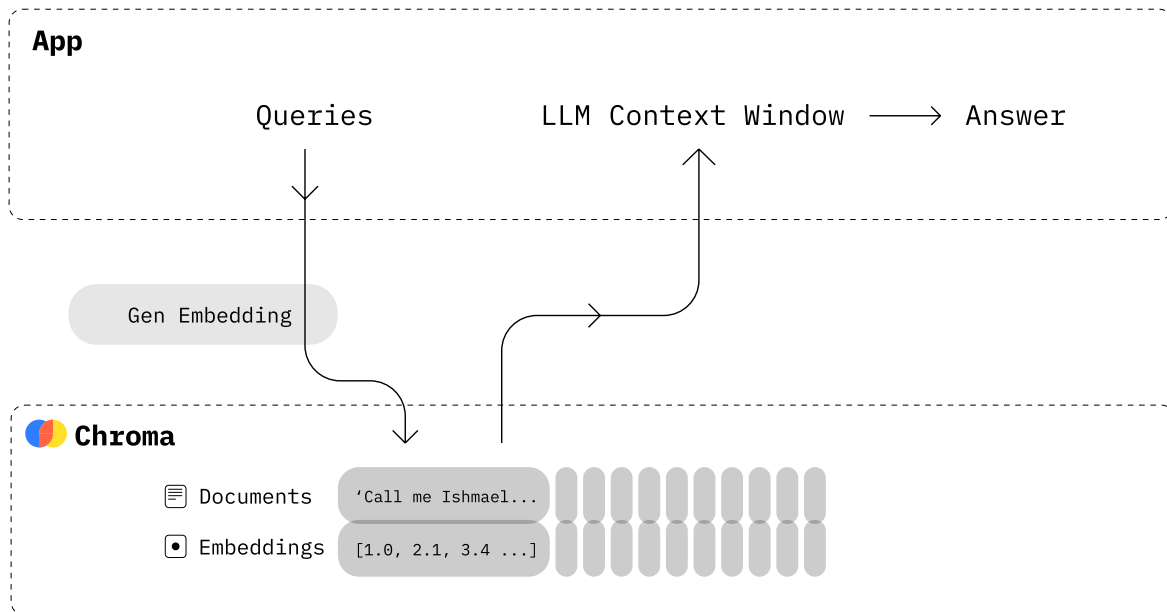 App
Queries
LLM Context Window
Answer
Gen Embedding
Chroma
Documents
‘Call me Ishmael...
Embeddings
[1.0, 2.1, 3.4 ...]